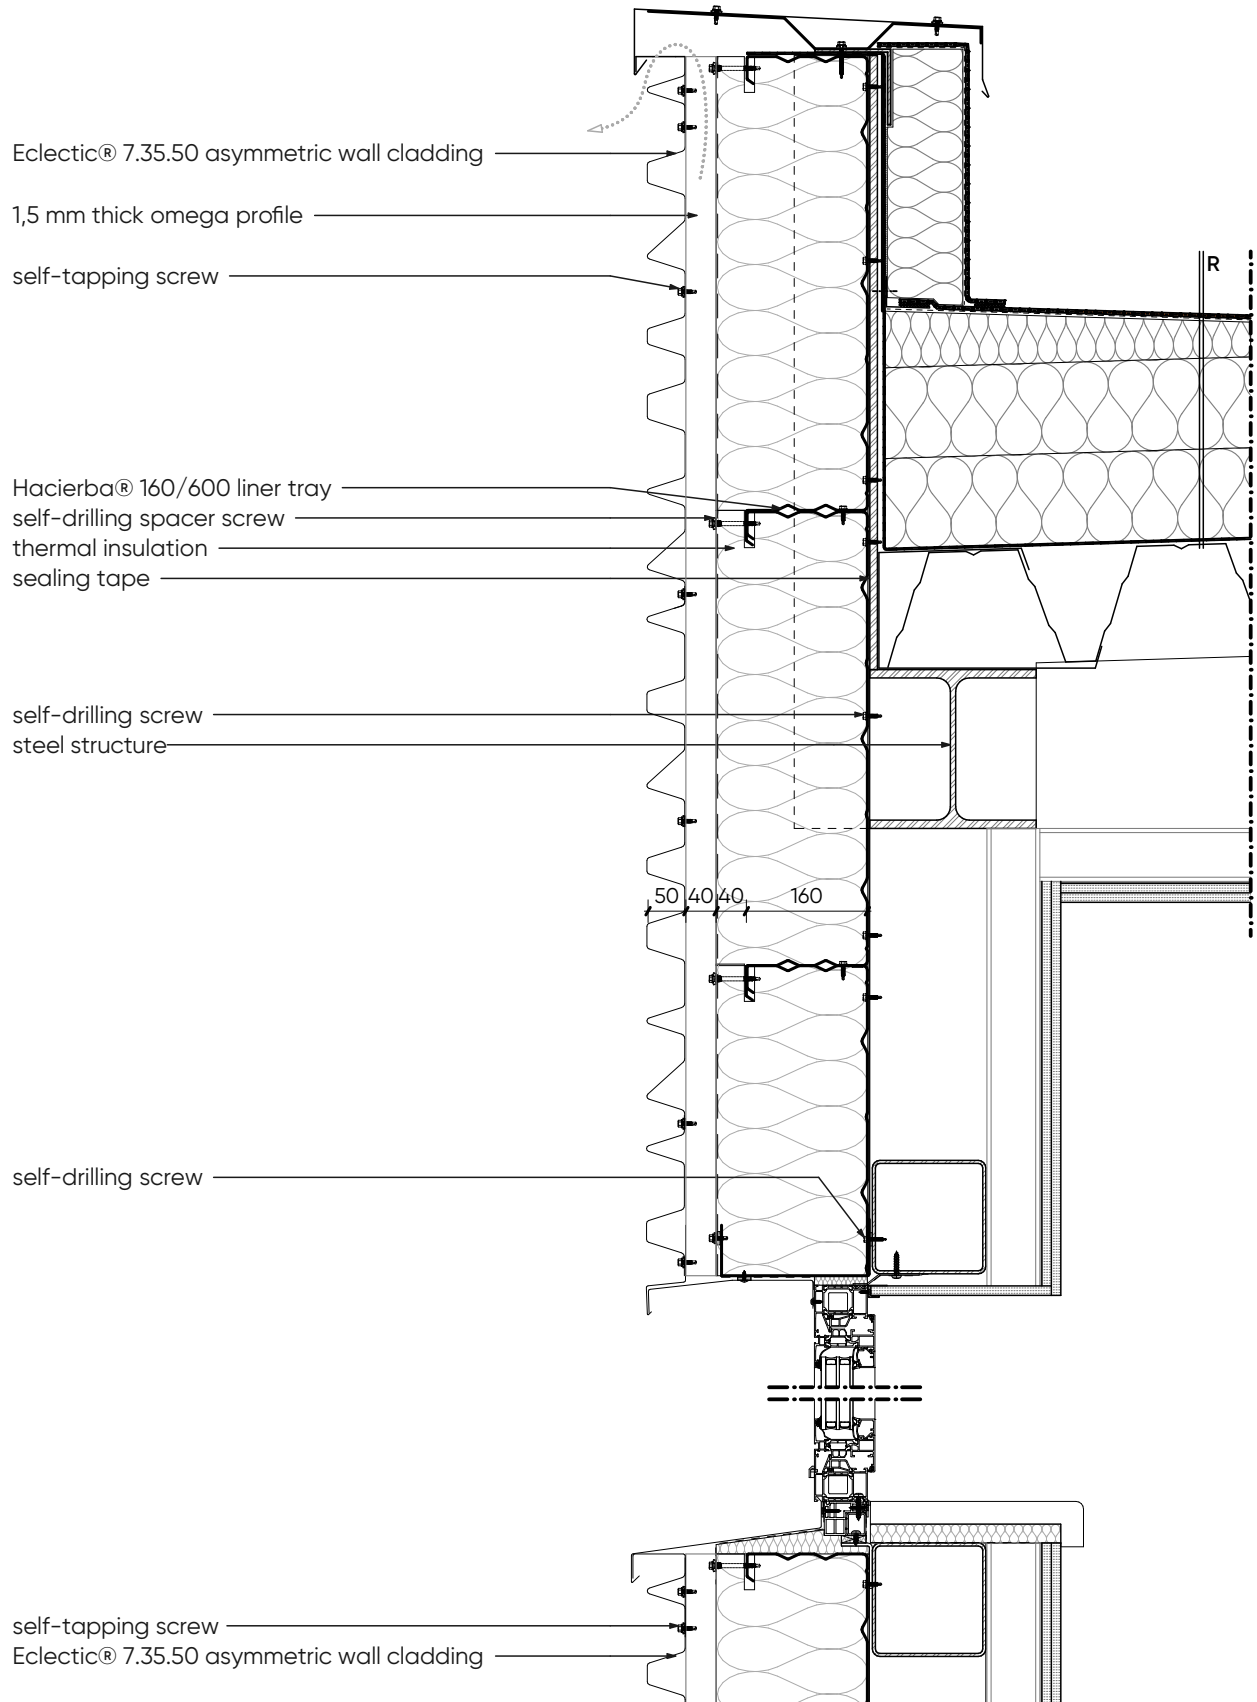 Eclectic® 7.35.50 asymmetric wall cladding
1,5 mm thick omega profile
self-tapping screw
R
Hacierba® 160/600 liner tray
self-drilling spacer screw
thermal insulation
sealing tape
self-drilling screw
steel structure
50 40 40 160
self-drilling screw
self-tapping screw
Eclectic® 7.35.50 asymmetric wall cladding